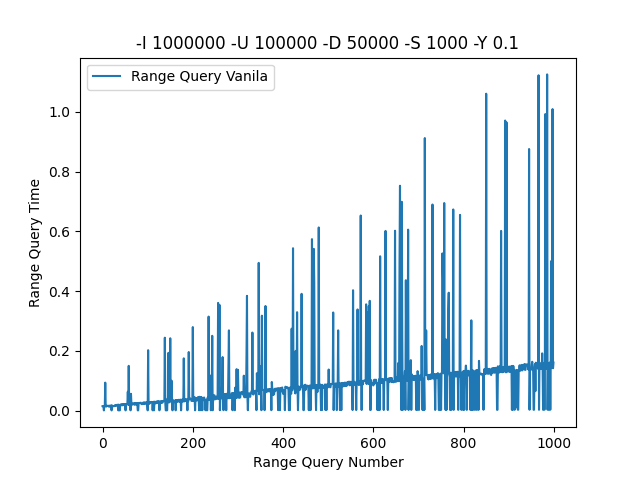 -I 1000000 -U 100000 -D 50000 -S 1000 -Y 0.1
Range Query Vanila
1.0
0.8
0.6
0.4
0.2
0.0
Range Query Time
0 200 400 600 800 1000
Range Query Number